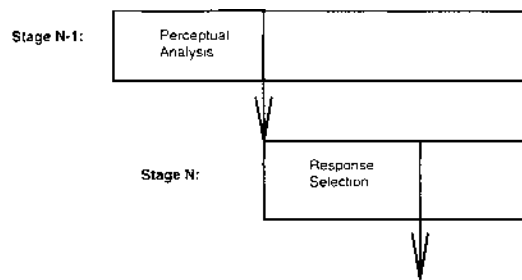 Stage N-1:
Perceptual
Analysis
Stage N:
Response
Selection